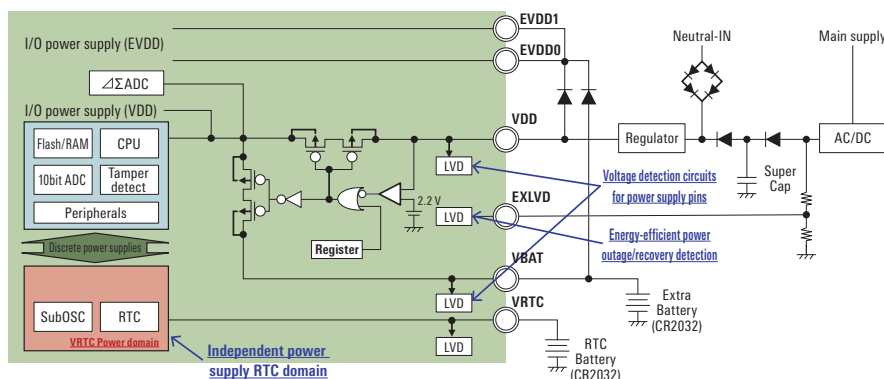 EVDD1
I/O power supply (EVDD)
EVDD0
Neutral-IN
Main supply
ΔΣADC
I/O power supply (VDD)
VDD
Flash/RAM
CPU
10bit ADC
Tamper
detect
Peripherals
LVD
Regulator
AC/DC
Super
Cap
2.2 V
Voltage detection circuits
for power supply pins
EXLVD
LVD
Register
Energy-efficient power
outage/recovery detection
Discrete power supplies
VBAT
LVD
VRTC
SubOSC
RTC
VRTC Power domain
LVD
Extra
Battery
(CR2032)
RTC
Battery
(CR2032)
Independent power
supply RTC domain